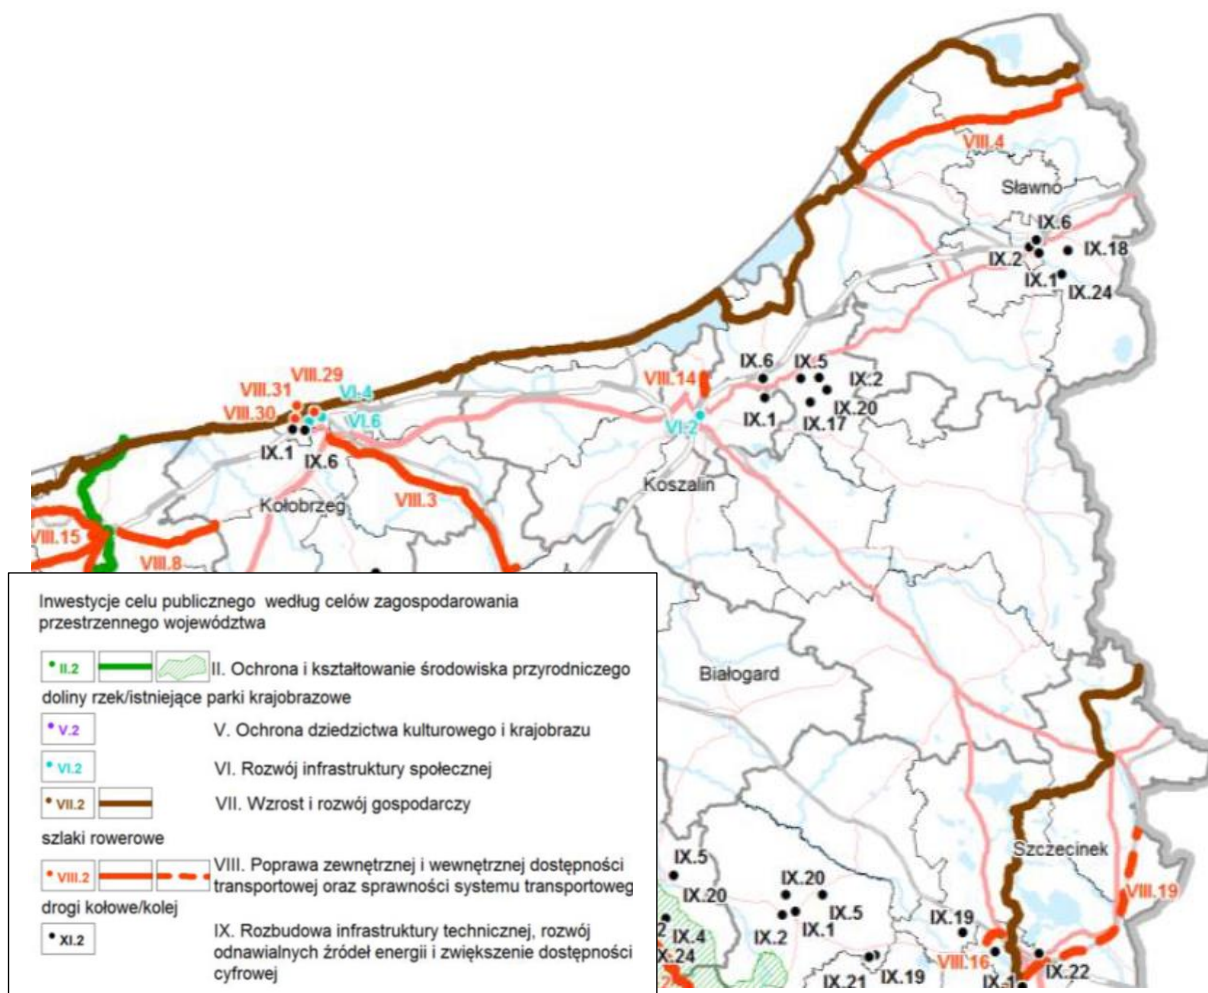 VIII.4
Sławno
IX.6
IX.2
IX.18
IX.1
IX.24
VIII.29
VIII.31
VI.4
VIII.30
VI.6
IX.1
IX.6
VIII.14
IX.6
IX.5
IX.2
IX.1
IX.20
IX.17
VI.2
Koszalin
Kołobrzeg
VIII.3
VIII.15
VIII.8
Białogard
Szczecinek
VIII.19
IX.5
IX.20
IX.20
IX.5
IX.19
IX.4
IX.2
IX.1
VIII.16
IX.22
IX.21
IX.19
IX.1
Inwestycje celu publicznego według celów zagospodarowania
przestrzennego województwa
II.2 II. Ochrona i kształtowanie środowiska przyrodniczego
doliny rzek/istniejące parki krajobrazowe
V.2 V. Ochrona dziedzictwa kulturowego i krajobrazu
VI.2 VI. Rozwój infrastruktury społecznej
VII.2 VII. Wzrost i rozwój gospodarczy
szlaki rowerowe
VIII.2 VIII. Poprawa zewnętrznej i wewnętrznej dostępności
transportowej oraz sprawności systemu transportoweg
drogi kołowe/kolej
XI.2 IX. Rozbudowa infrastruktury technicznej, rozwój
odnawialnych źródeł energii i zwiększenie dostępności
cyfrowej